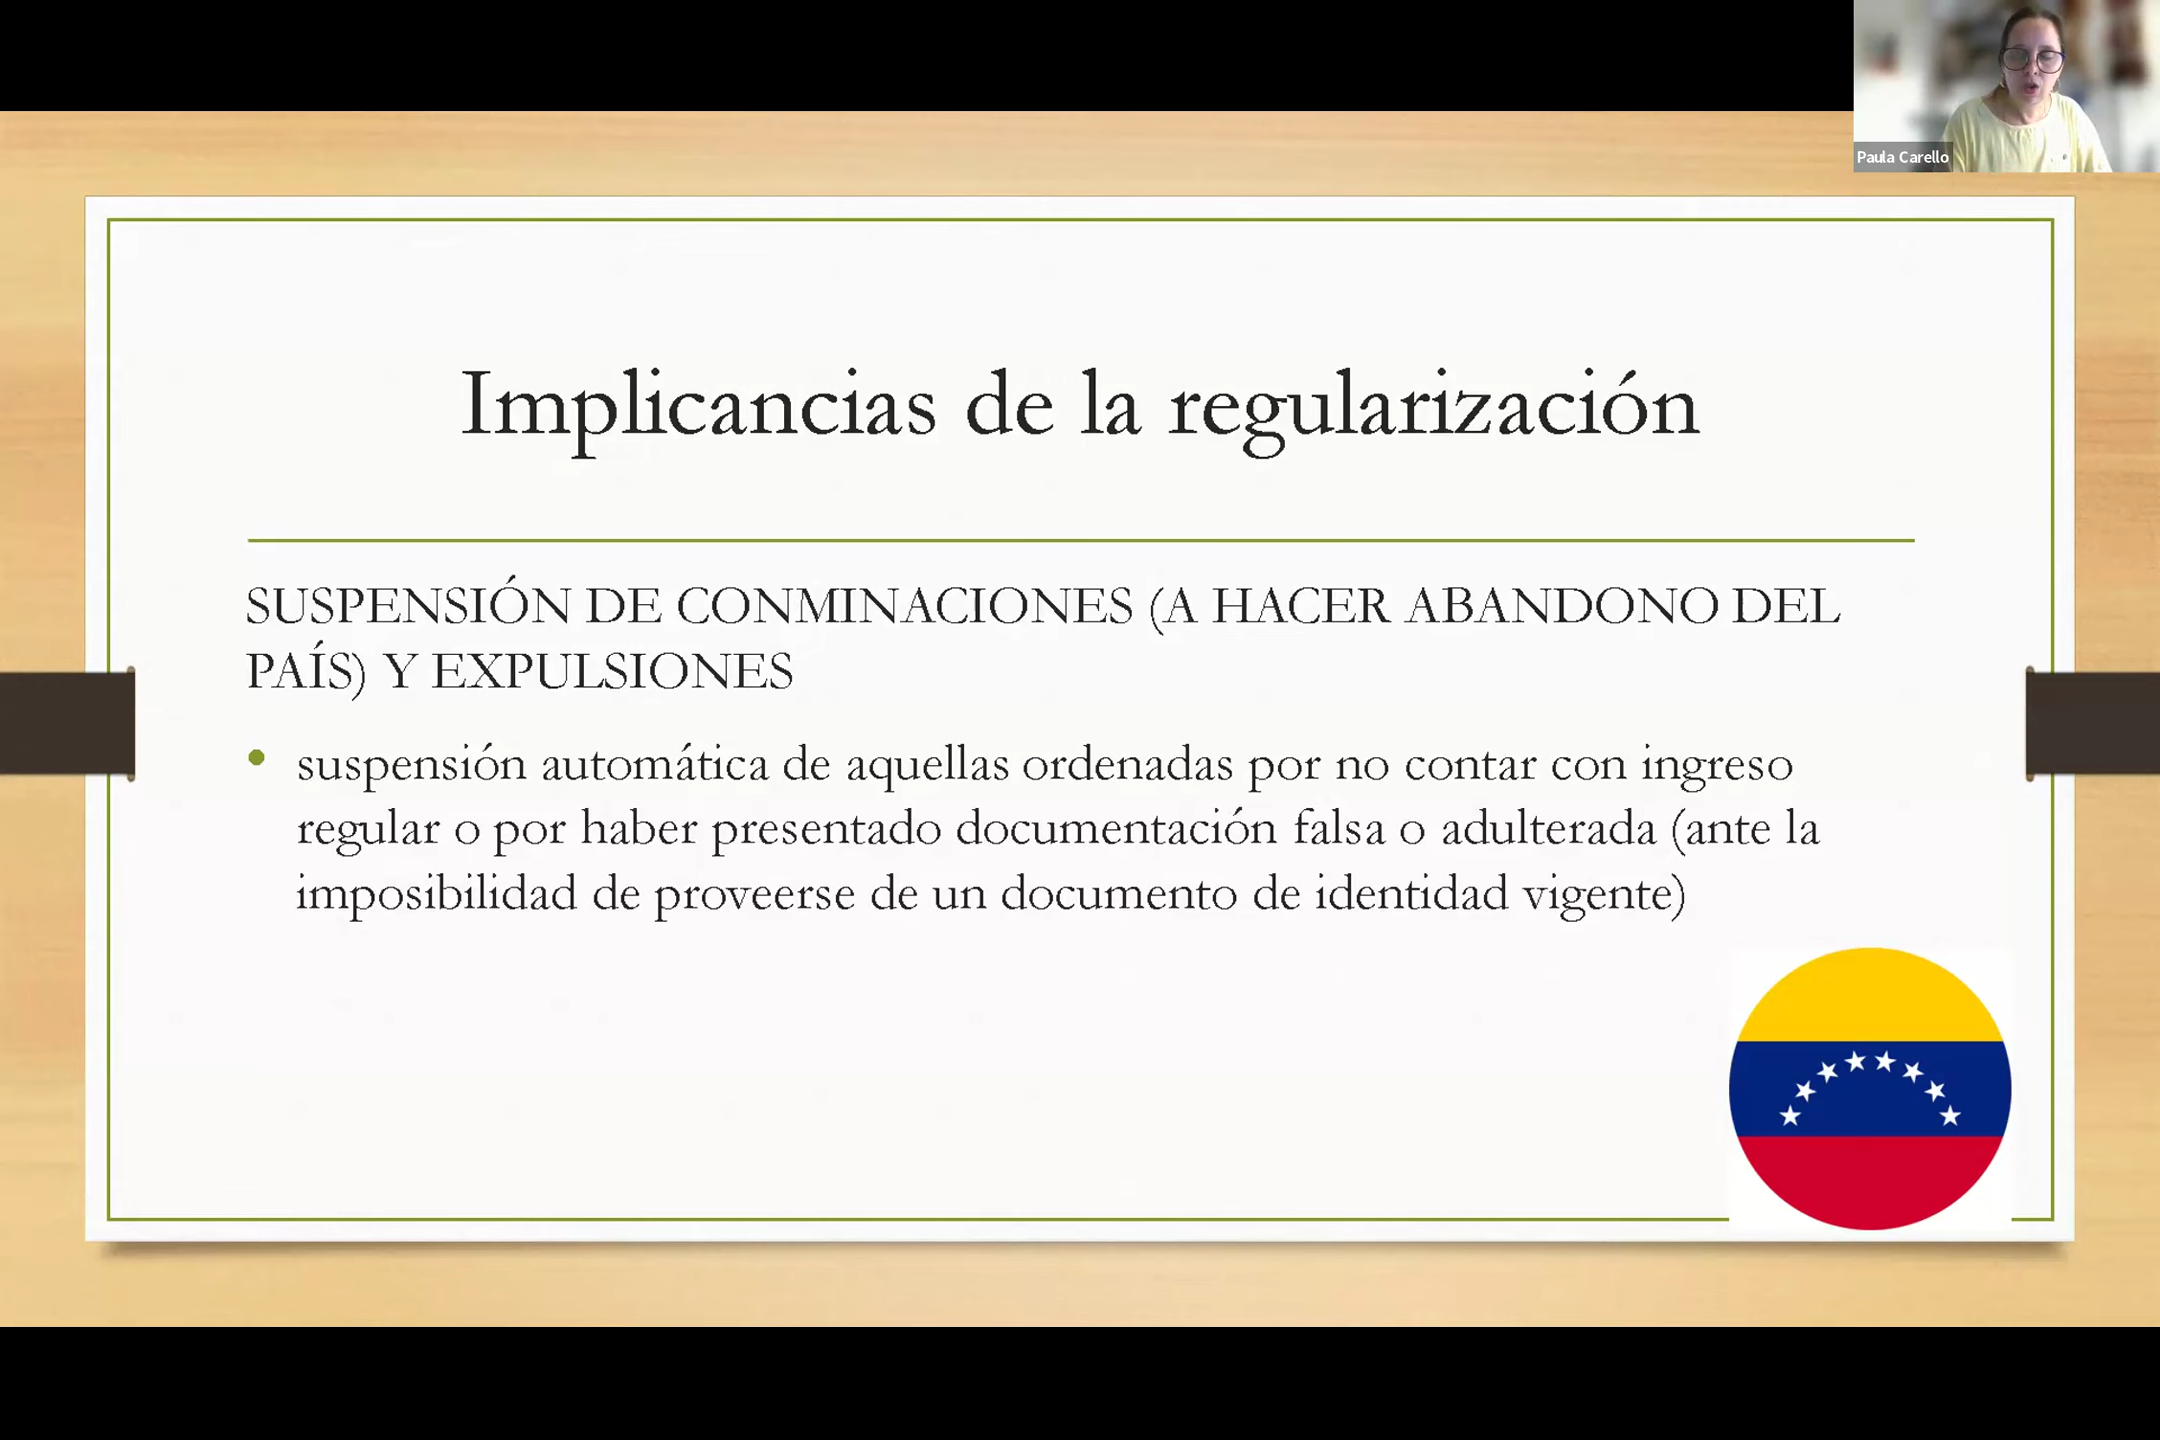 Paula Carello
Implicancias de la regularización
SUSPENSIÓN DE CONMINACIONES (A HACER ABANDONO DEL
PAÍS) Y EXPULSIONES
• suspensión automática de aquellas ordenadas por no contar con ingreso
regular o por haber presentado documentación falsa o adulterada (ante la
imposibilidad de proveerse de un documento de identidad vigente)